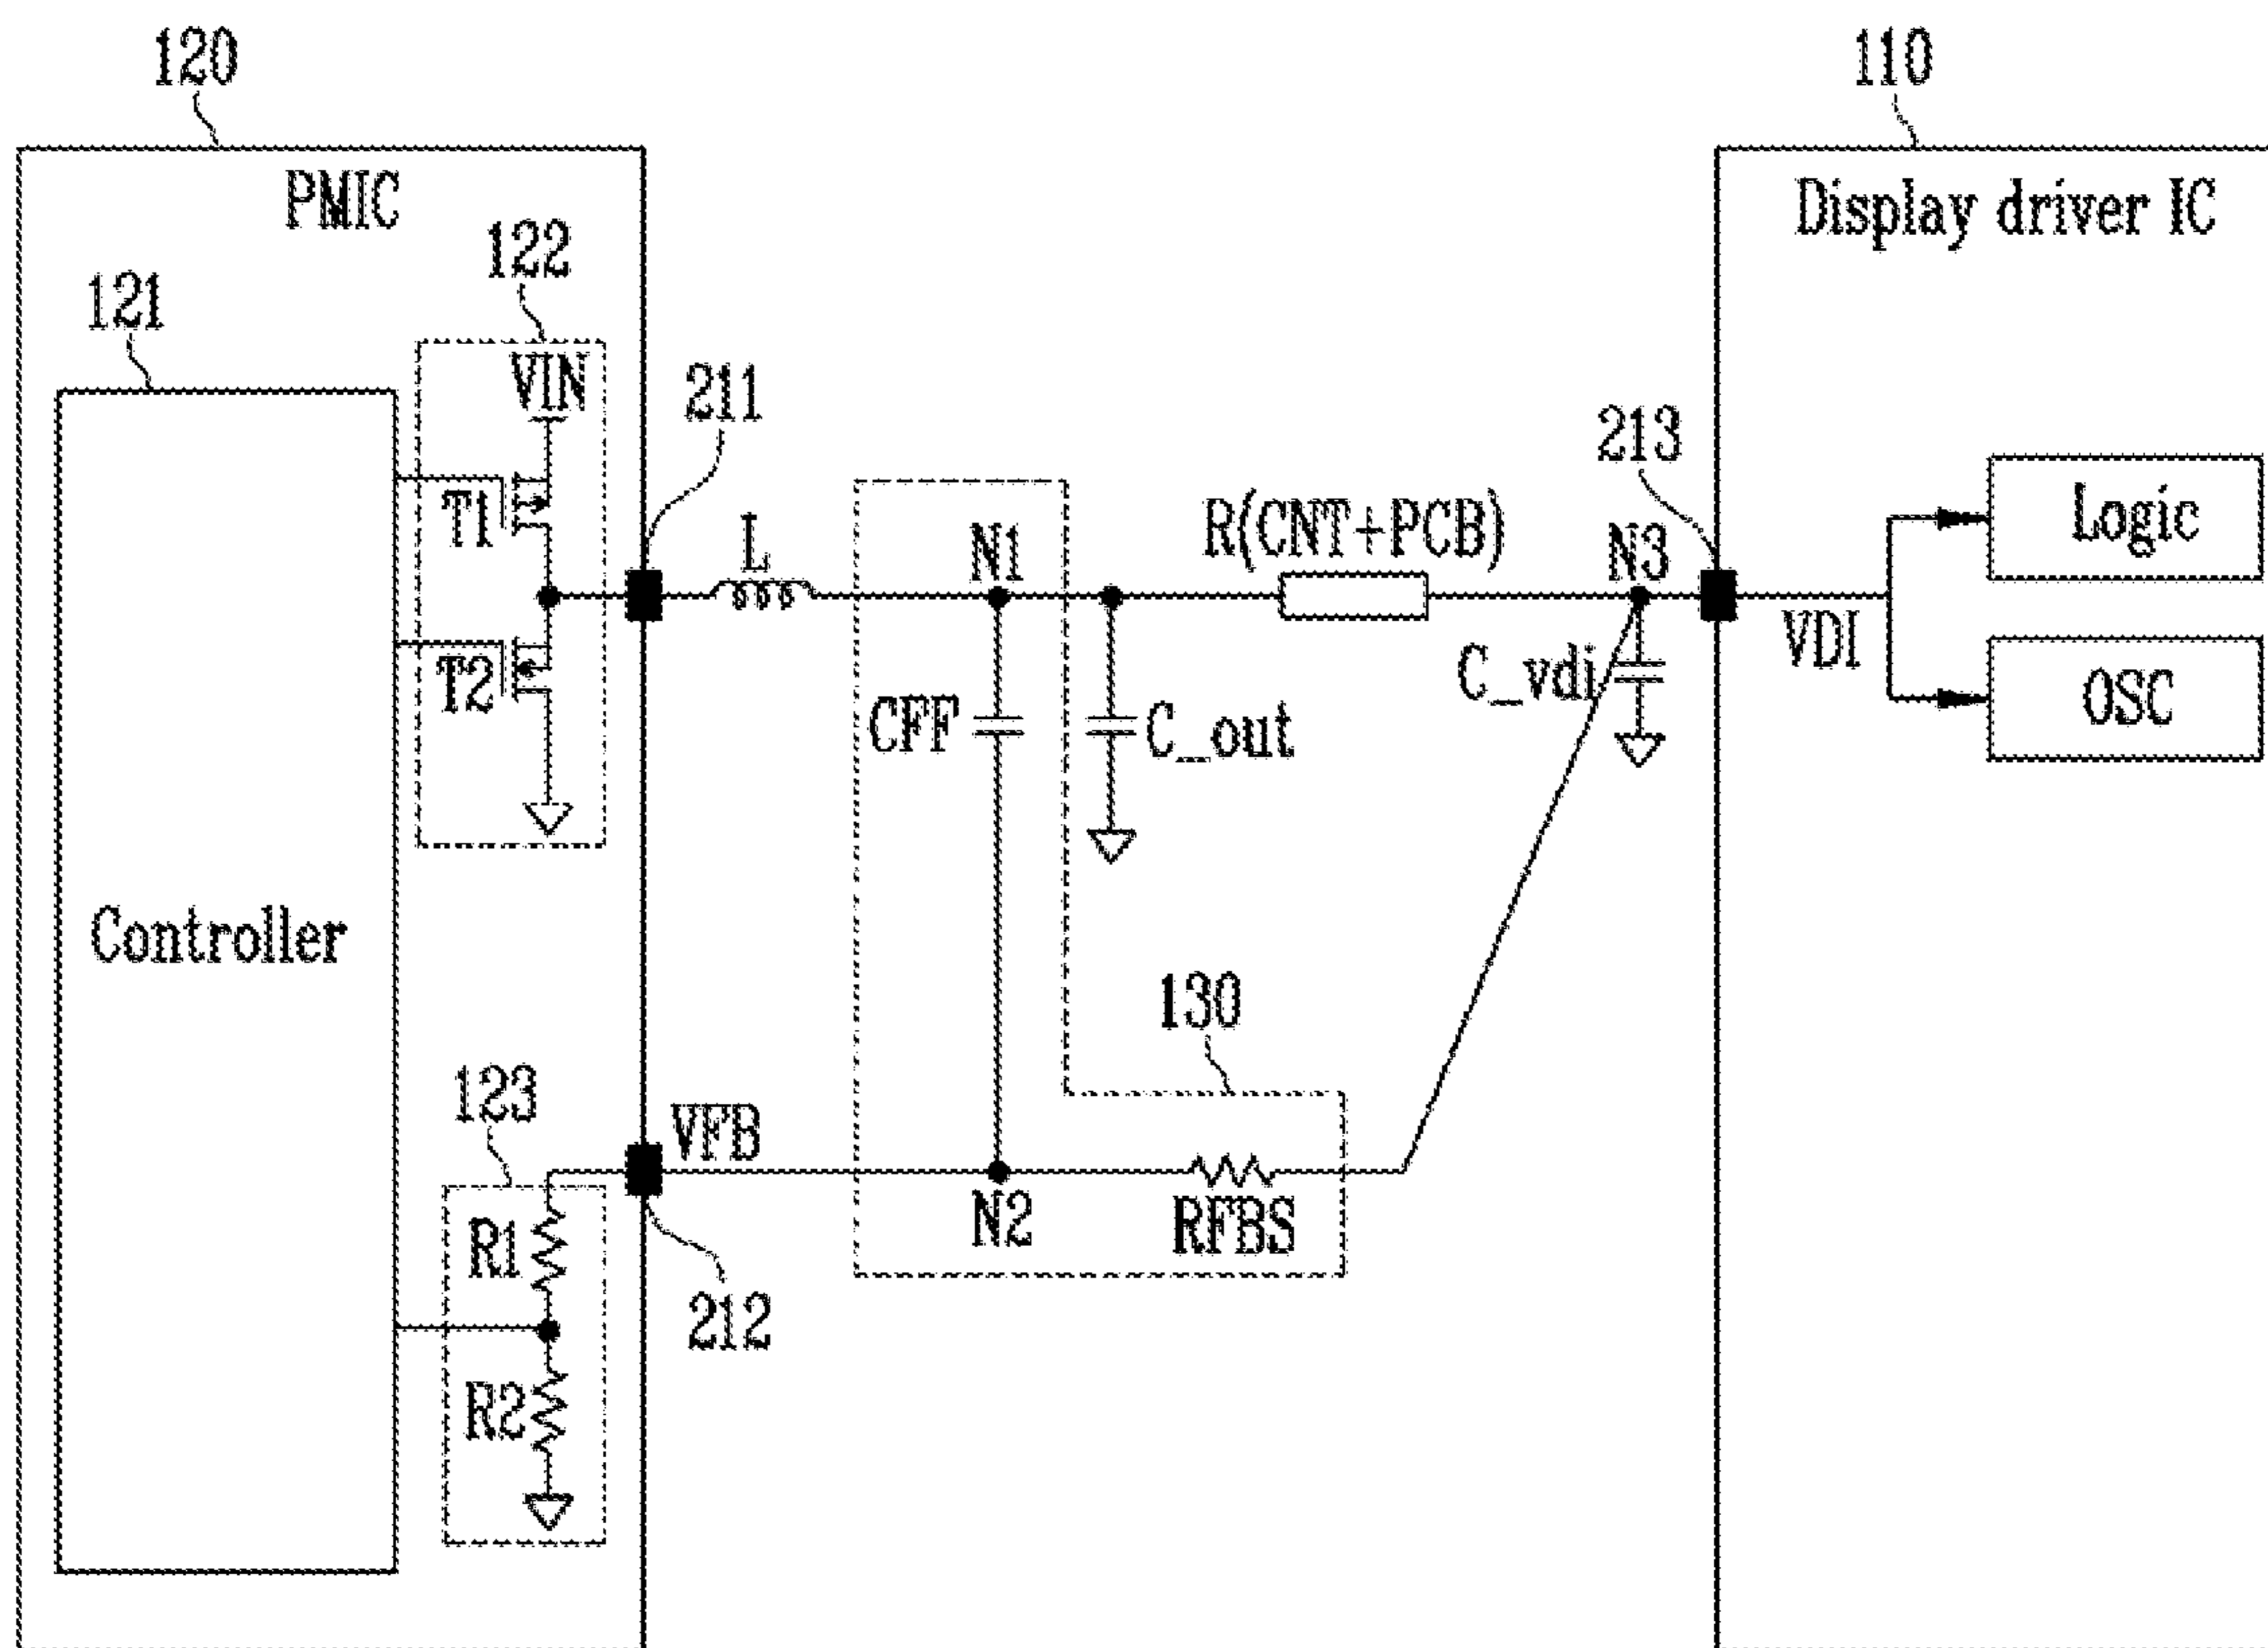 120
110
PMIC
Display driver IC
122
121
VIN
211
213
T1
L
N1
R(CNT+PCB)
N3
Logic
T2
VDI
C_vdi
OSC
CFF
C_out
Controller
130
123
VFB
N2
RFBS
R1
212
R2